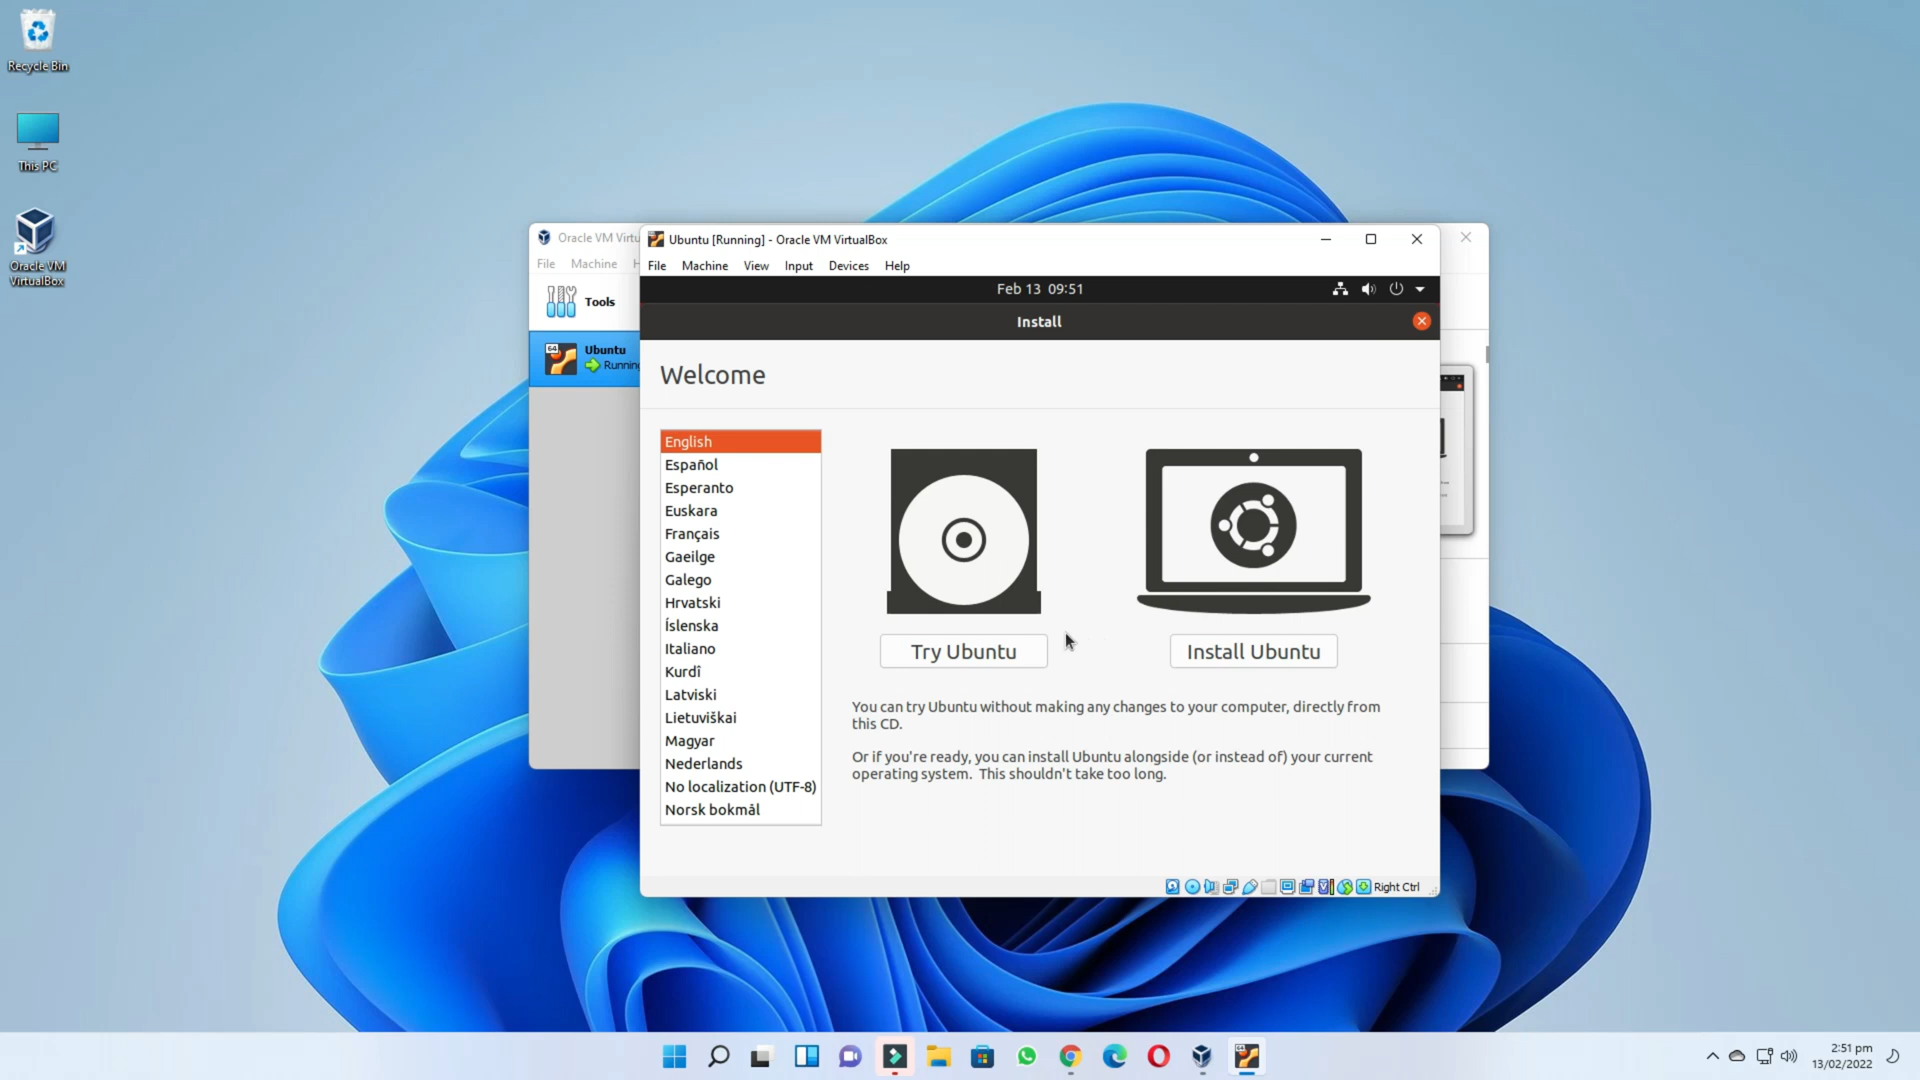 Recycle Bin
This PC
Oracle VM
VirtualBox
Oracle VM Virtu
File Machine H
Tools
64
Ubuntu
Running
Ubuntu [Running] - Oracle VM VirtualBox
File Machine View Input Devices Help
Feb 13 09:51
Install
Welcome
English
Español
Esperanto
Euskara
Français
Gaeilge
Galego
Hrvatski
Íslenska
Italiano
Kurdî
Latviski
Lietuviškai
Magyar
Nederlands
No localization (UTF-8)
Norsk bokmål
Try Ubuntu
Install Ubuntu
You can try Ubuntu without making any changes to your computer, directly from
this CD.
Or if you're ready, you can install Ubuntu alongside (or instead of) your current
operating system. This shouldn't take too long.
Right Ctrl
2:51 pm
13/02/2022